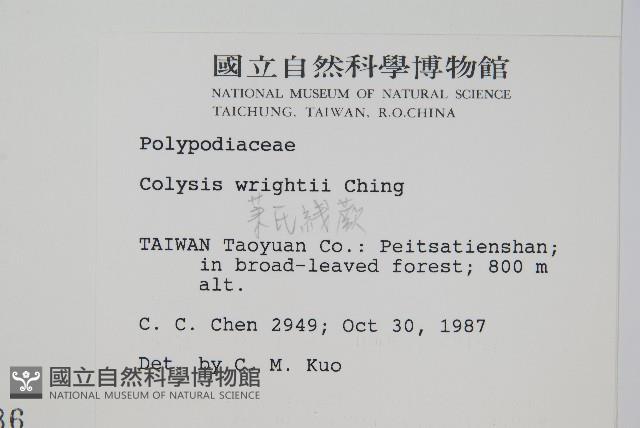 國立自然科學博物館
NATIONAL MUSEUM OF NATURAL SCIENCE
TAICHUNG, TAIWAN, R.O.CHINA
Polypodiaceae
Colysis wrightii Ching
萊氏線蕨
TAIWAN Taoyuan Co.: Peitsatienshan;
in broad-leaved forest; 800 m
alt.
C. C. Chen 2949; Oct 30, 1987
Det. by C. M. Kuo
國立自然科學博物館
NATIONAL MUSEUM OF NATURAL SCIENCE